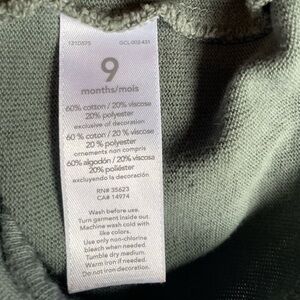 121D575 GCL-002431
9
months/mois
60% cotton / 20% viscose
20% polyester
exclusive of decoration
60 % coton / 20 % viscose
20 % polyester
ornements non compris
60% algodón / 20% viscosa
20% poliéster
excluyendo la decoración
RN# 35623
CA# 14974
Wash before use.
Turn garment inside out.
Machine wash cold with
like colors.
Use only non-chlorine
bleach when needed.
Tumble dry medium.
Warm iron if needed.
Do not iron decoration.